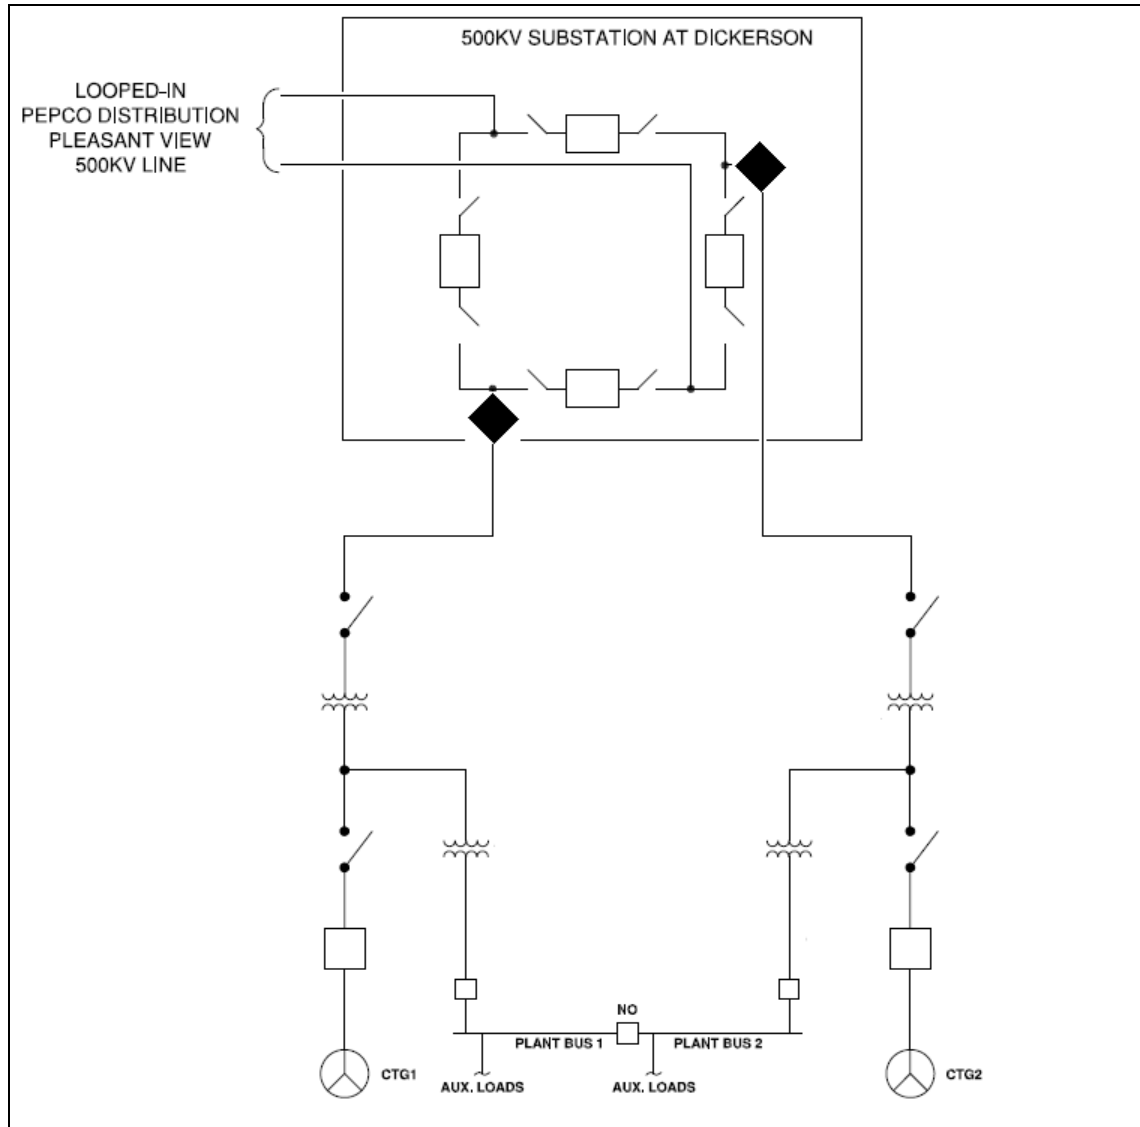 500KV SUBSTATION AT DICKERSON
LOOPED-IN
PEPCO DISTRIBUTION
PLEASANT VIEW
500KV LINE
NO
PLANT BUS 1
PLANT BUS 2
CTG1
AUX. LOADS
AUX. LOADS
CTG2